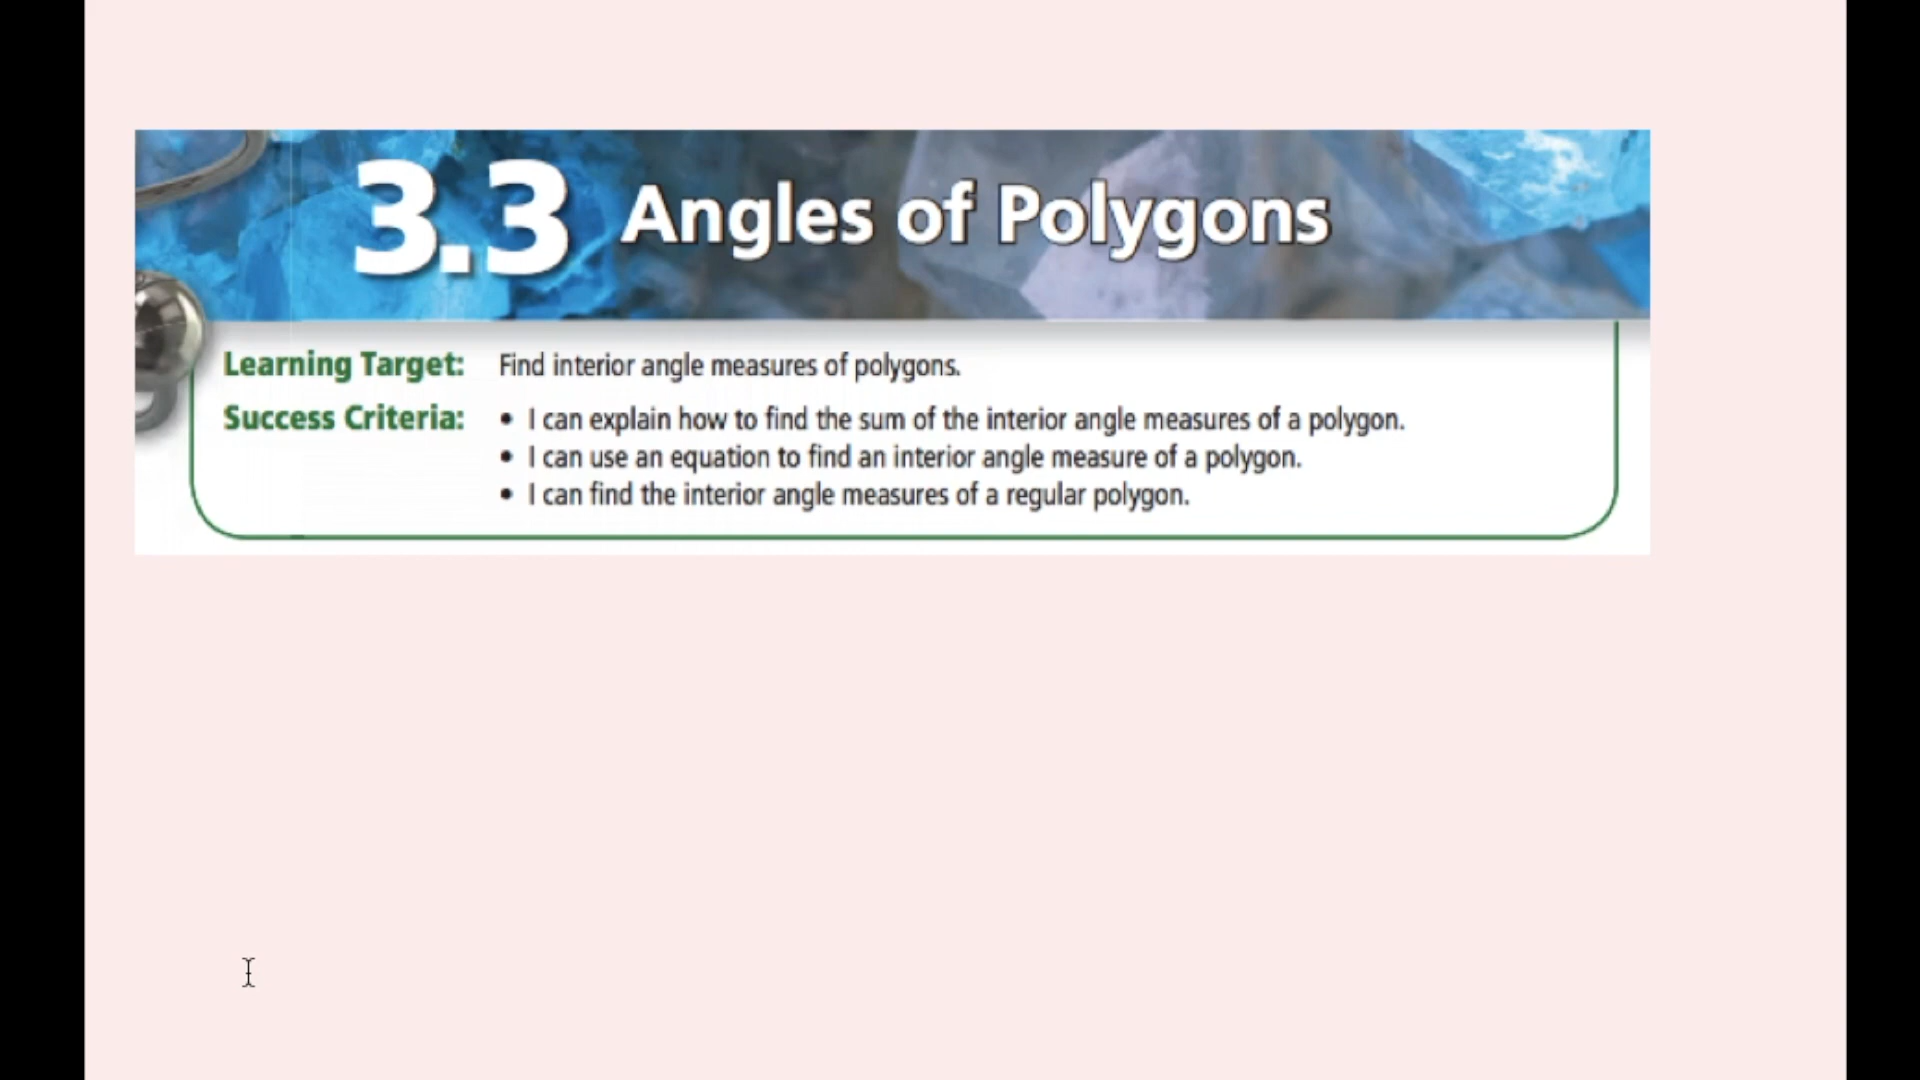 3.3 Angles of Polygons
Learning Target: Find interior angle measures of polygons.
Success Criteria: • I can explain how to find the sum of the interior angle measures of a polygon.
• I can use an equation to find an interior angle measure of a polygon.
• I can find the interior angle measures of a regular polygon.